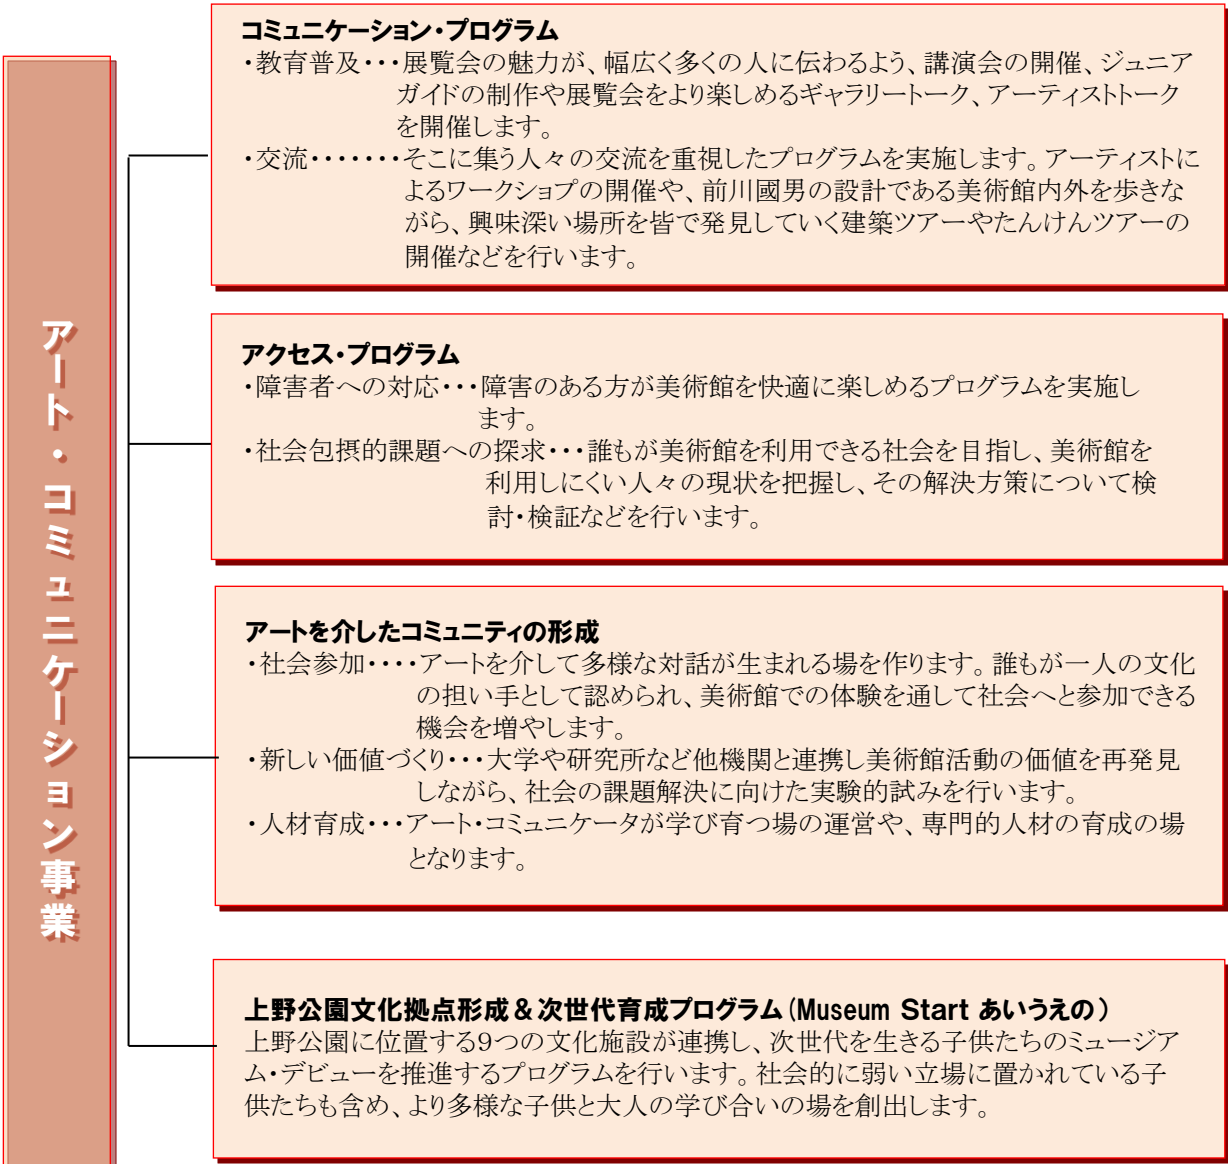 アート・コミュニケーション事業
コミュニケーション・プログラム
・教育普及・・・展覧会の魅力が、幅広く多くの人に伝わるよう、講演会の開催、ジュニア
ガイドの制作や展覧会をより楽しめるギャラリートーク、アーティストトーク
を開催します。
・交流・・・・・・・そこに集う人々の交流を重視したプログラムを実施します。アーティストに
よるワークショプの開催や、前川國男の設計である美術館内外を歩きな
がら、興味深い場所を皆で発見していく建築ツアーやたんけんツアーの
開催などを行います。
アクセス・プログラム
・障害者への対応・・・障害のある方が美術館を快適に楽しめるプログラムを実施し
ます。
・社会包摂的課題への探求・・・誰もが美術館を利用できる社会を目指し、美術館を
利用しにくい人々の現状を把握し、その解決方策について検
討・検証などを行います。
アートを介したコミュニティの形成
・社会参加・・・・アートを介して多様な対話が生まれる場を作ります。誰もが一人の文化
の担い手として認められ、美術館での体験を通して社会へと参加できる
機会を増やします。
・新しい価値づくり・・・大学や研究所など他機関と連携し美術館活動の価値を再発見
しながら、社会の課題解決に向けた実験的試みを行います。
・人材育成・・・アート・コミュニケータが学び育つ場の運営や、専門的人材の育成の場
となります。
上野公園文化拠点形成＆次世代育成プログラム(Museum Start あいうえの)
上野公園に位置する9つの文化施設が連携し、次世代を生きる子供たちのミュージア
ム・デビューを推進するプログラムを行います。社会的に弱い立場に置かれている子
供たちも含め、より多様な子供と大人の学び合いの場を創出します。